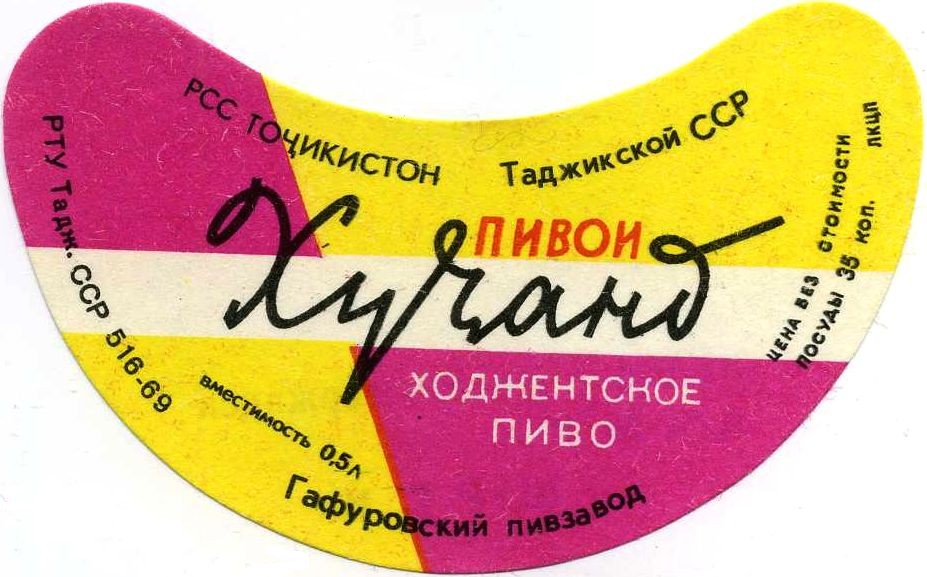 РСС ТОҶИКИСТОН
Таджикской ССР
ПИВОИ
Хуҷанд
ХОДЖЕНТСКОЕ
ПИВО
РТУ Тадж. ССР 516-69
вместимость 0,5л
Гафуровский пивзавод
ЦЕНА БЕЗ СТОИМОСТИ
ПОСУДЫ 35 КОП. ЛКЦП